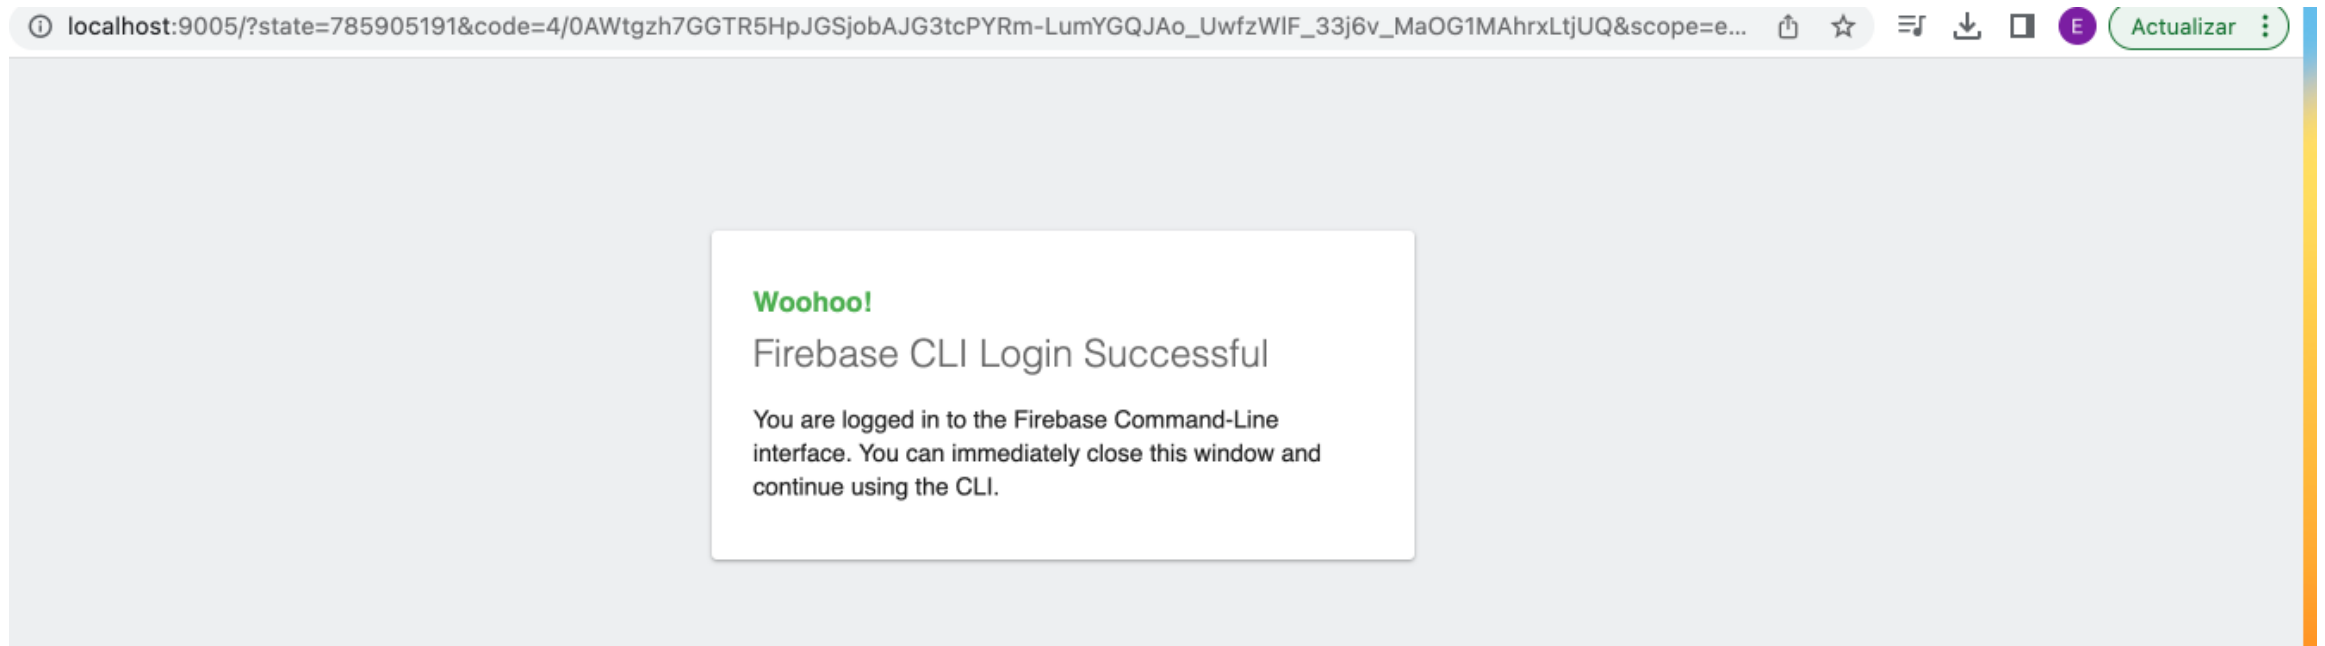 localhost:9005/?state=785905191&code=4/0AWtgzh7GGTR5HpJGSjobAJG3tcPYRm-LumYGQJAo_UwfzWlF_33j6v_MaOG1MAhrxLtjUQ&scope=e...
E
Actualizar
Woohoo!
Firebase CLI Login Successful
You are logged in to the Firebase Command-Line
interface. You can immediately close this window and
continue using the CLI.